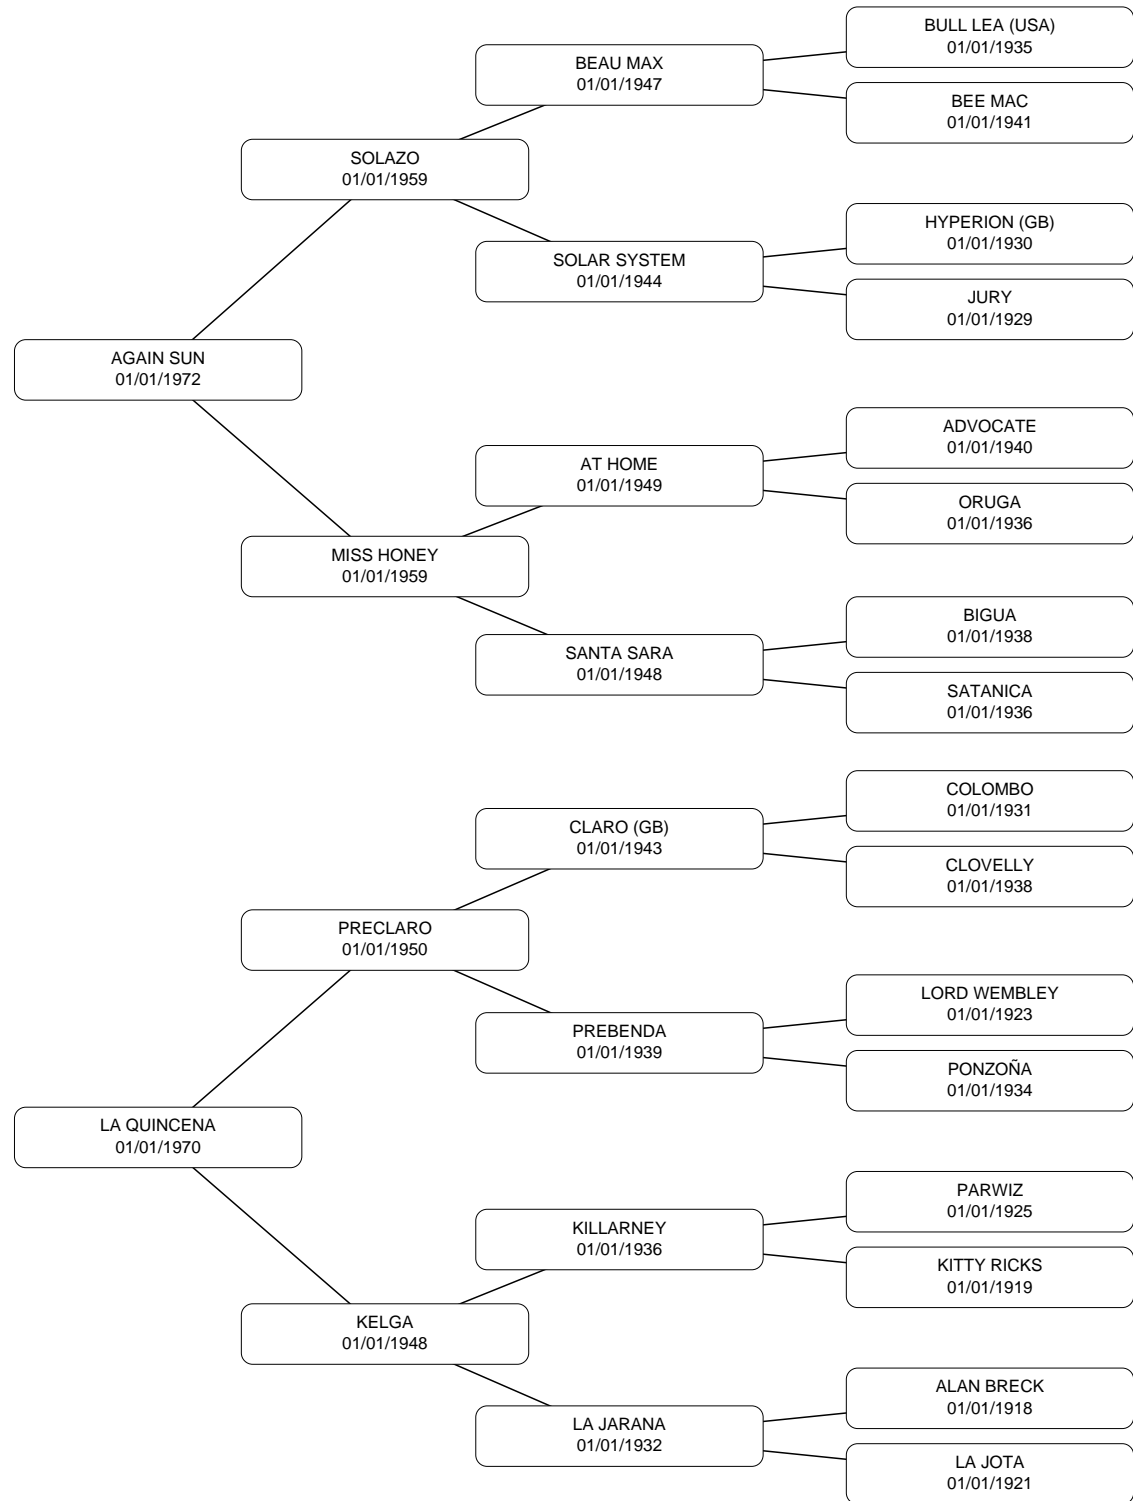 BULL LEA (USA)
01/01/1935
BEAU MAX
01/01/1947
BEE MAC
01/01/1941
SOLAZO
01/01/1959
HYPERION (GB)
01/01/1930
SOLAR SYSTEM
01/01/1944
JURY
01/01/1929
AGAIN SUN
01/01/1972
ADVOCATE
01/01/1940
AT HOME
01/01/1949
ORUGA
01/01/1936
MISS HONEY
01/01/1959
BIGUA
01/01/1938
SANTA SARA
01/01/1948
SATANICA
01/01/1936
COLOMBO
01/01/1931
CLARO (GB)
01/01/1943
CLOVELLY
01/01/1938
PRECLARO
01/01/1950
LORD WEMBLEY
01/01/1923
PREBENDA
01/01/1939
PONZOÑA
01/01/1934
LA QUINCENA
01/01/1970
PARWIZ
01/01/1925
KILLARNEY
01/01/1936
KITTY RICKS
01/01/1919
KELGA
01/01/1948
ALAN BRECK
01/01/1918
LA JARANA
01/01/1932
LA JOTA
01/01/1921